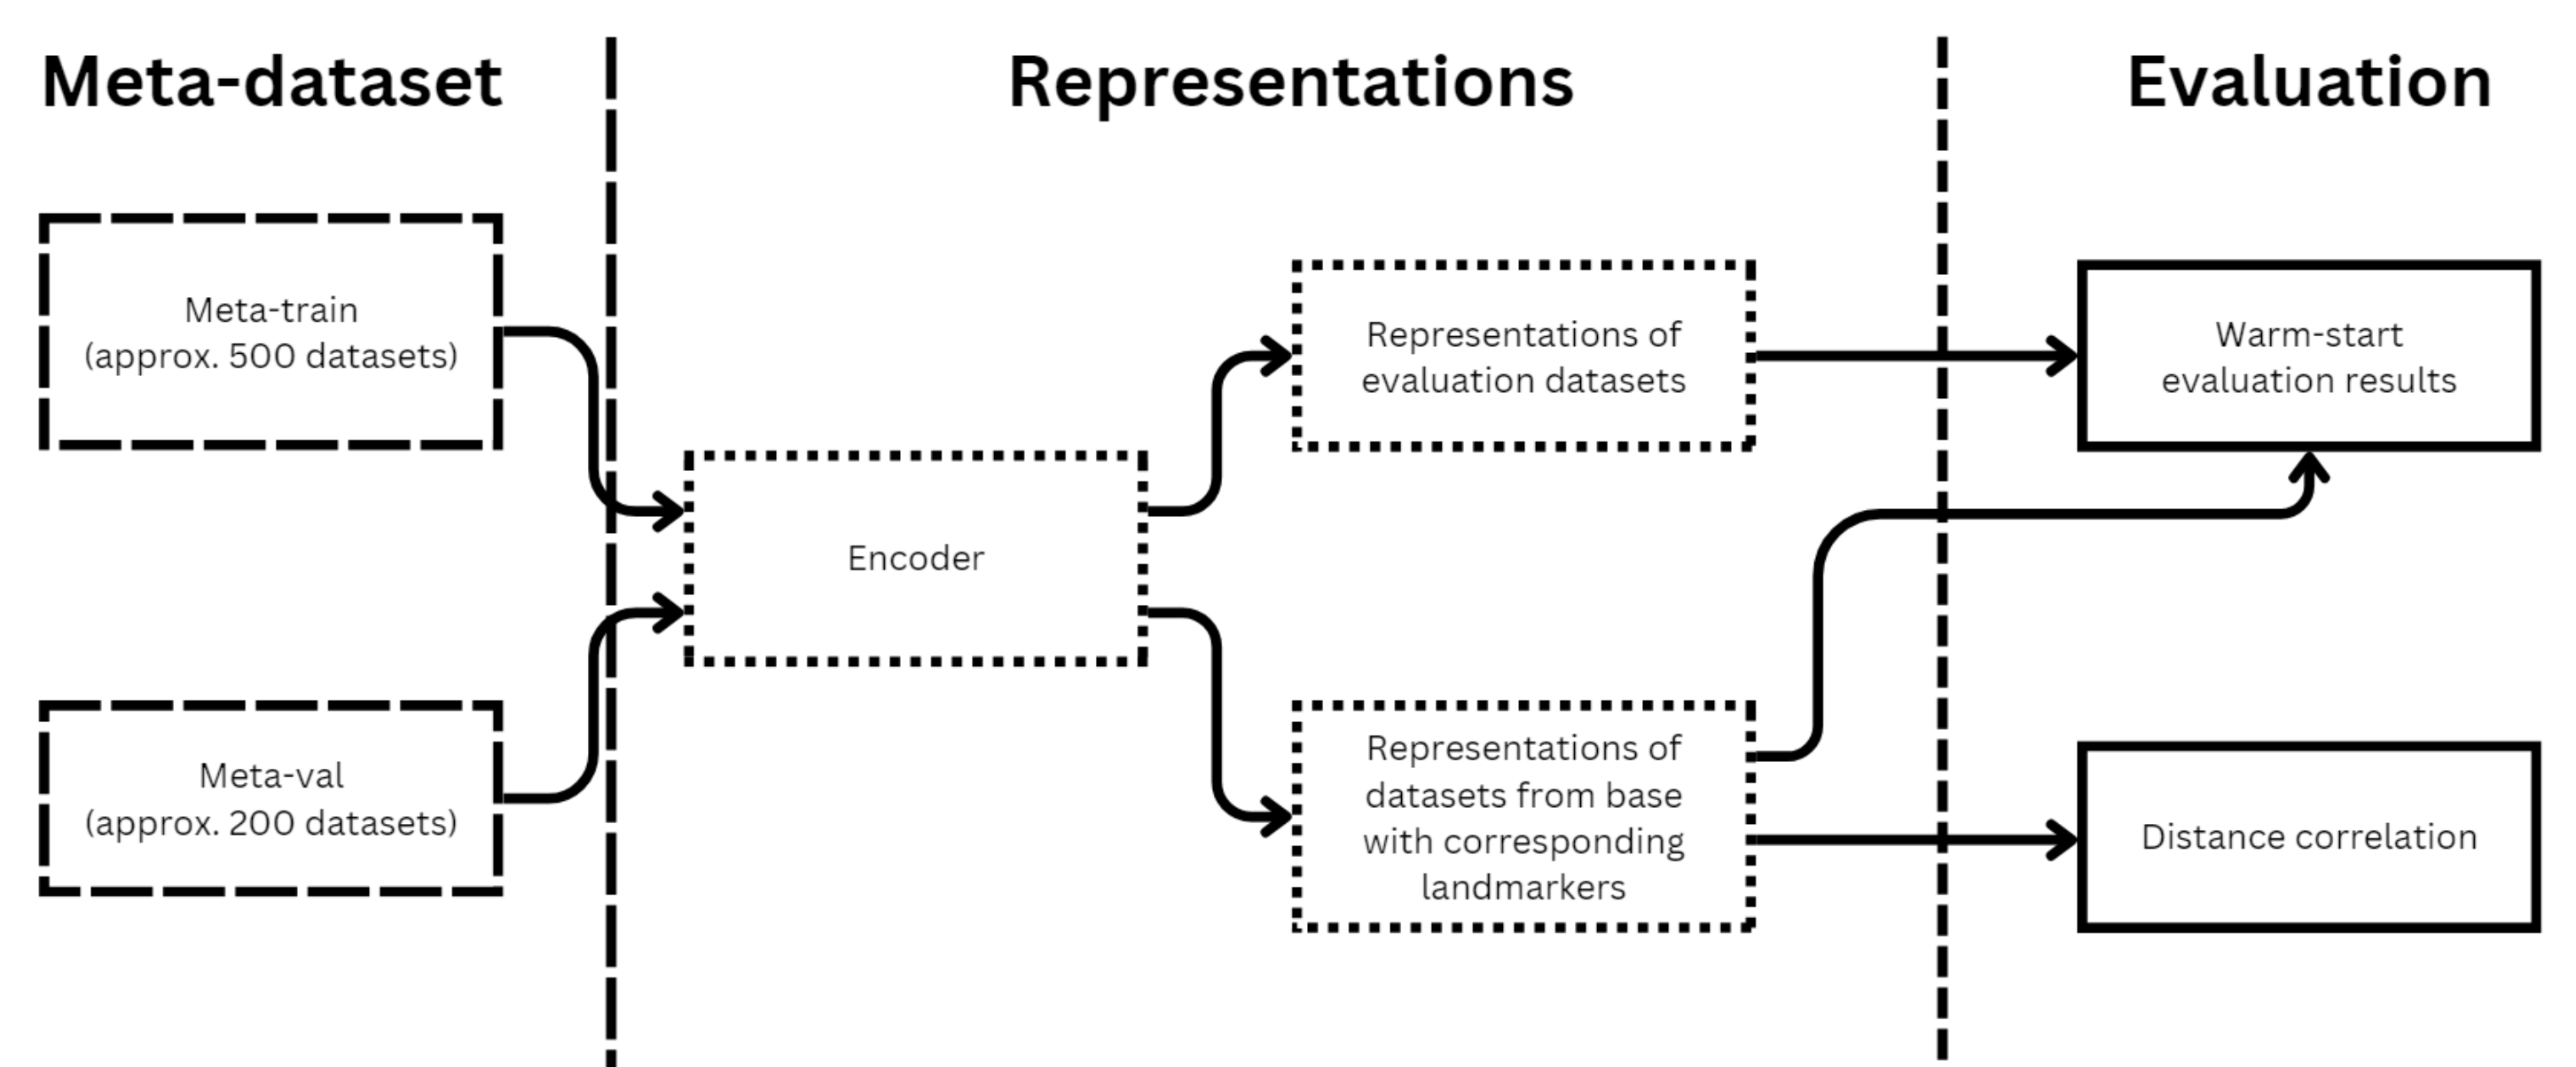 Meta-dataset
Representations
Evaluation
Meta-train
(approx. 500 datasets)
Meta-val
(approx. 200 datasets)
Encoder
Representations of
evaluation datasets
Representations of
datasets from base
with corresponding
landmarkers
Warm-start
evaluation results
Distance correlation